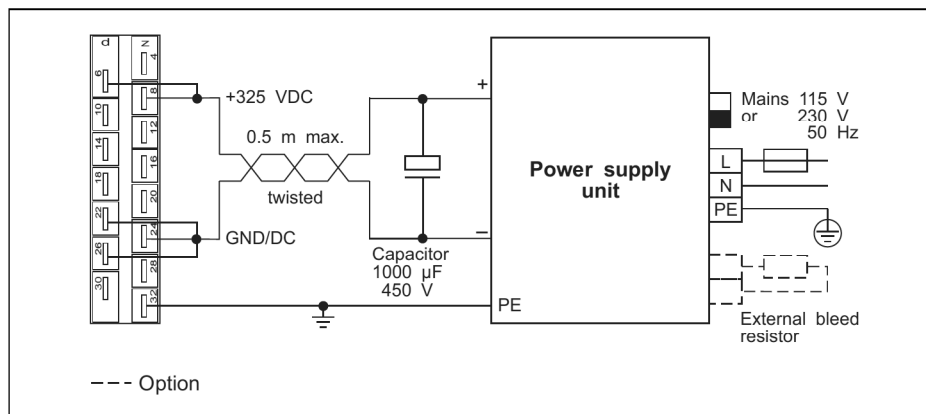 d
z
4
6
8
10
12
14
16
18
20
22
24
26
28
30
32
+325 VDC
0.5 m max.
twisted
GND/DC
+
–
Capacitor
1000 µF
450 V
PE
Power supply
unit
Mains 115 V
or 230 V
50 Hz
L
N
PE
External bleed
resistor
--- Option